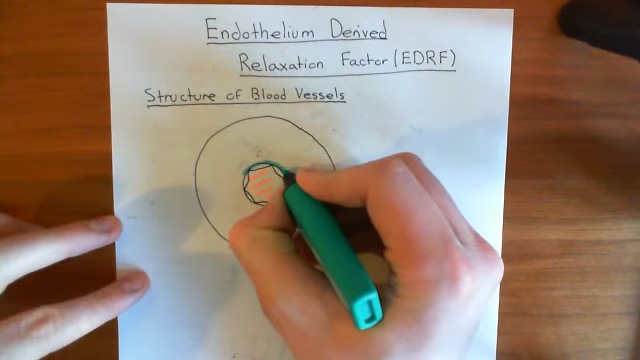 Endothelium Derived
Relaxation Factor (EDRF)
Structure of Blood Vessels